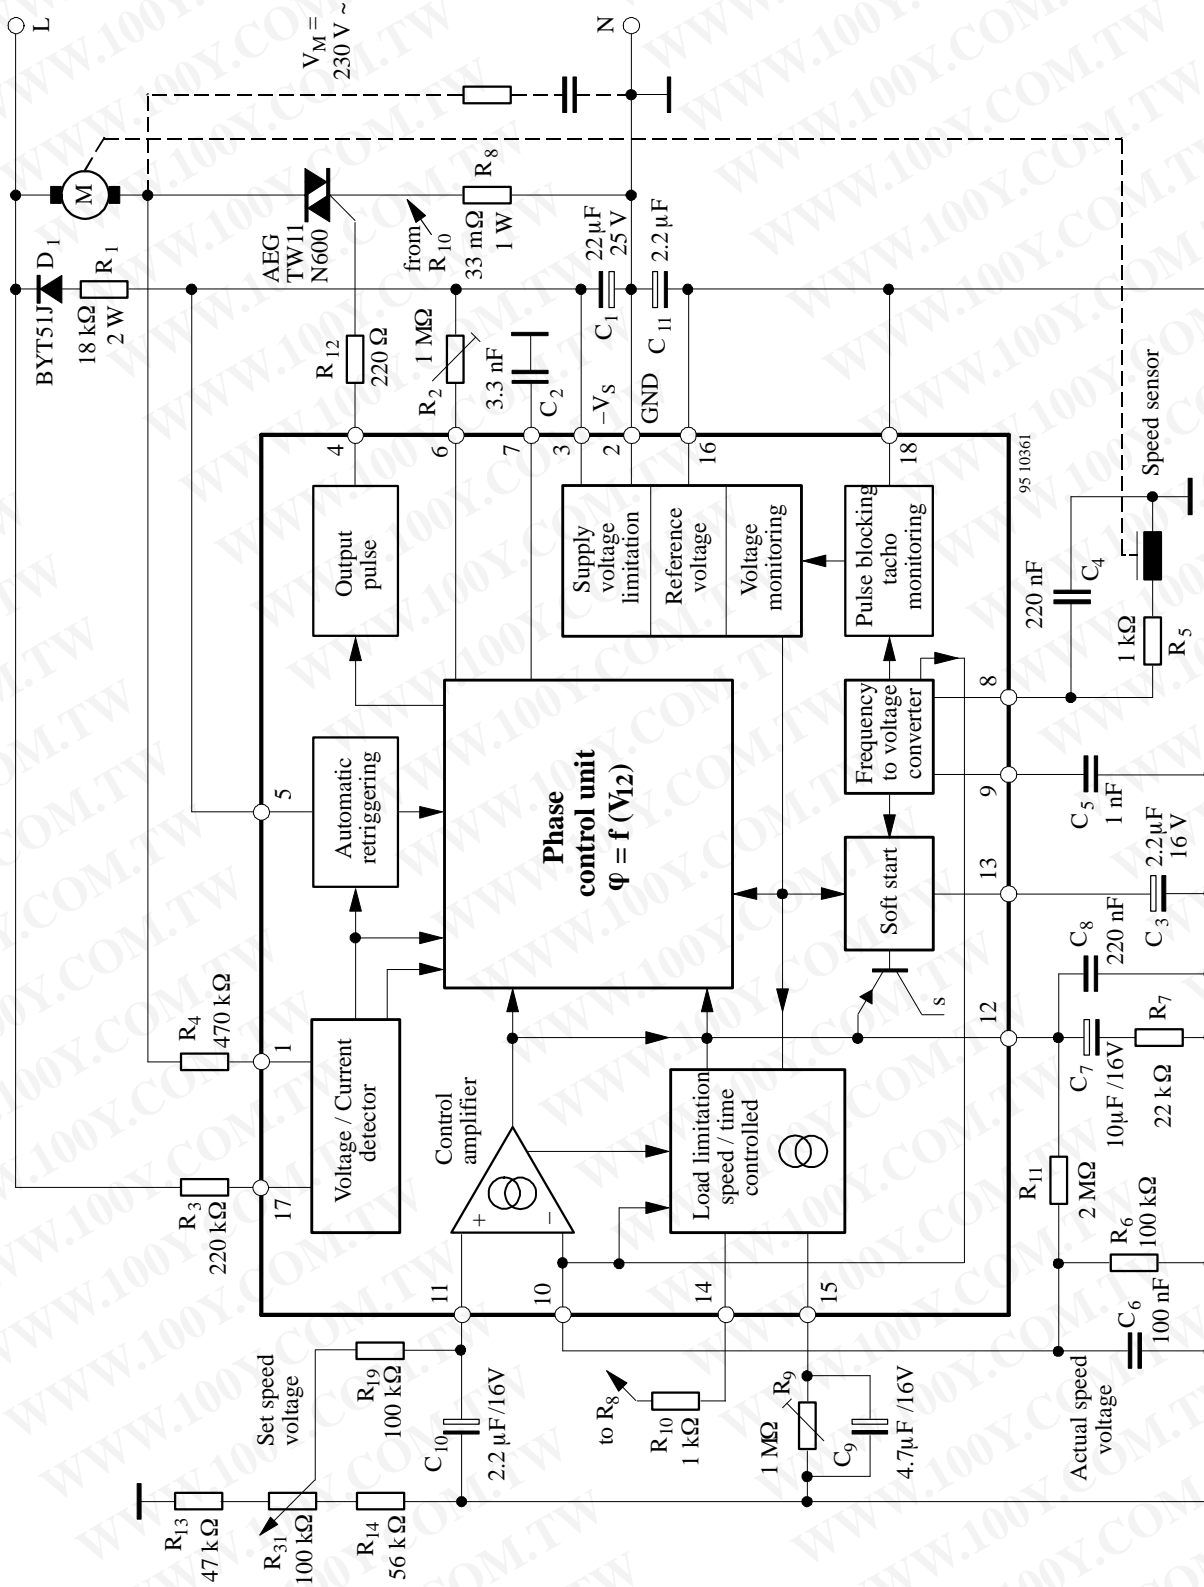 L
V_M =
230 V ~
N
M
D1
BYT51J
R1
18 kΩ
2 W
AEG
TW11
N600
from
R10
R8
33 mΩ
1 W
R12
220 Ω
R2
1 MΩ
3.3 nF
C2
22 µF
25 V
C1
2.2 µF
C11
–VS
GND
4
6
7
3
2
16
18
95 10361
Speed sensor
Output
pulse
Supply
voltage
limitation
Reference
voltage
Voltage
monitoring
Pulse blocking
tacho
monitoring
220 nF
C4
1 kΩ
R5
5
Automatic
retriggering
Phase
control unit
φ = f (V12)
Frequency
to voltage
converter
8
9
C5
1 nF
Soft start
13
2.2µF
16 V
C3
R4
470 kΩ
1
Voltage / Current
detector
s
12
C8
220 nF
R3
220 kΩ
17
Control
amplifier
+
–
Load limitation
speed / time
controlled
C7
10µF /16V
R7
22 k Ω
R11
2 MΩ
R6
100 kΩ
11
10
14
15
Set speed
voltage
R19
100 kΩ
C10
2.2 µF /16V
to R8
R10
1 kΩ
R9
1 MΩ
C9
4.7µF /16V
C6
100 nF
Actual speed
voltage
R13
47 kΩ
R31
100 kΩ
R14
56 kΩ
WWW.100Y.COM.TW